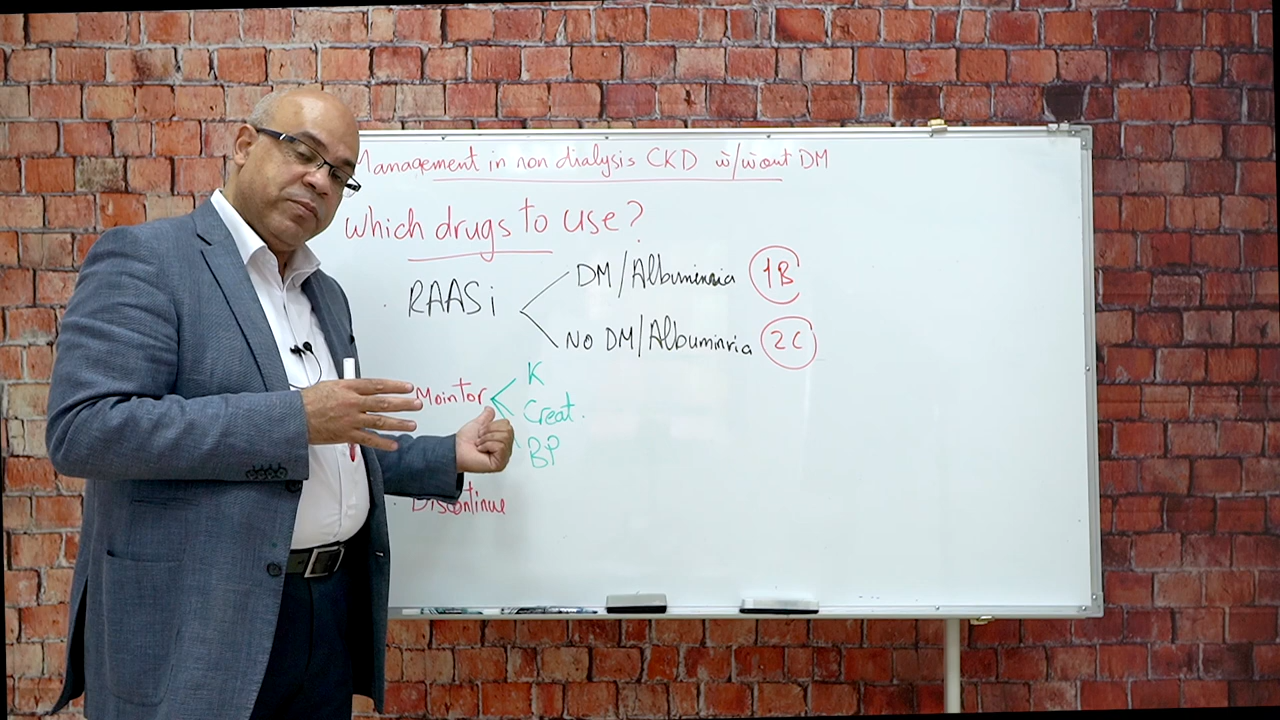 Management in non dialysis CKD w̄/w̄out DM
Which drugs to use?
RAASi
DM/Albuminria 1B
NO DM/Albuminria 2C
Mointor
K
Creat.
BP
Discontinue